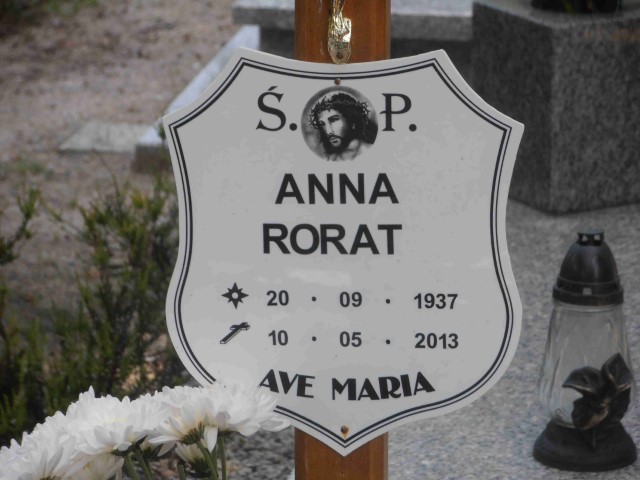 Ś. P.
ANNA
RORAT
20 · 09 · 1937
10 · 05 · 2013
AVE MARIA